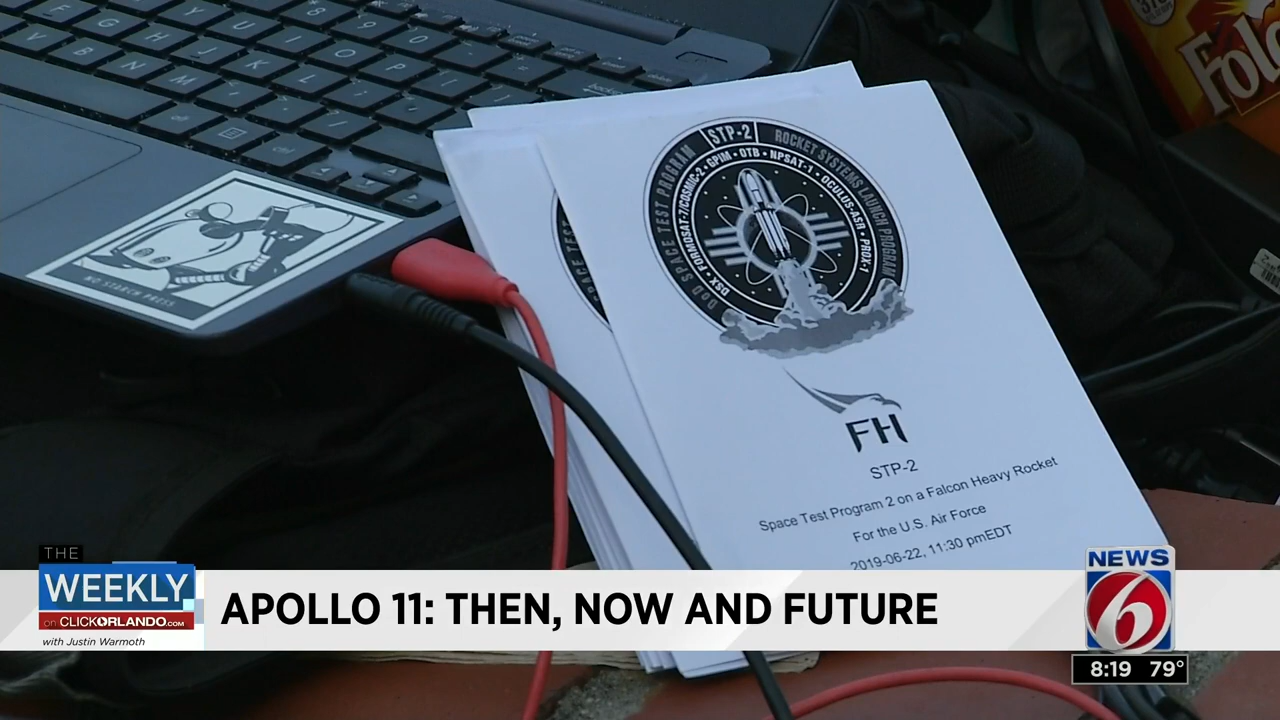 Fol
STP-2
DoD SPACE TEST PROGRAM
ROCKET SYSTEMS LAUNCH PROGRAM
DSX • FORMOSAT-7/COSMIC-2 • GPIM • OTB • NPSAT-1 • OCULUS-ASR • PROX-1
SPACE TEST
NO STARCH PRESS
FH
STP-2
Space Test Program 2 on a Falcon Heavy Rocket
For the U.S. Air Force
2019-06-22, 11:30 pmEDT
THE
WEEKLY
on CLICKORLANDO.com
with Justin Warmoth
APOLLO 11: THEN, NOW AND FUTURE
NEWS
6
8:19 79°